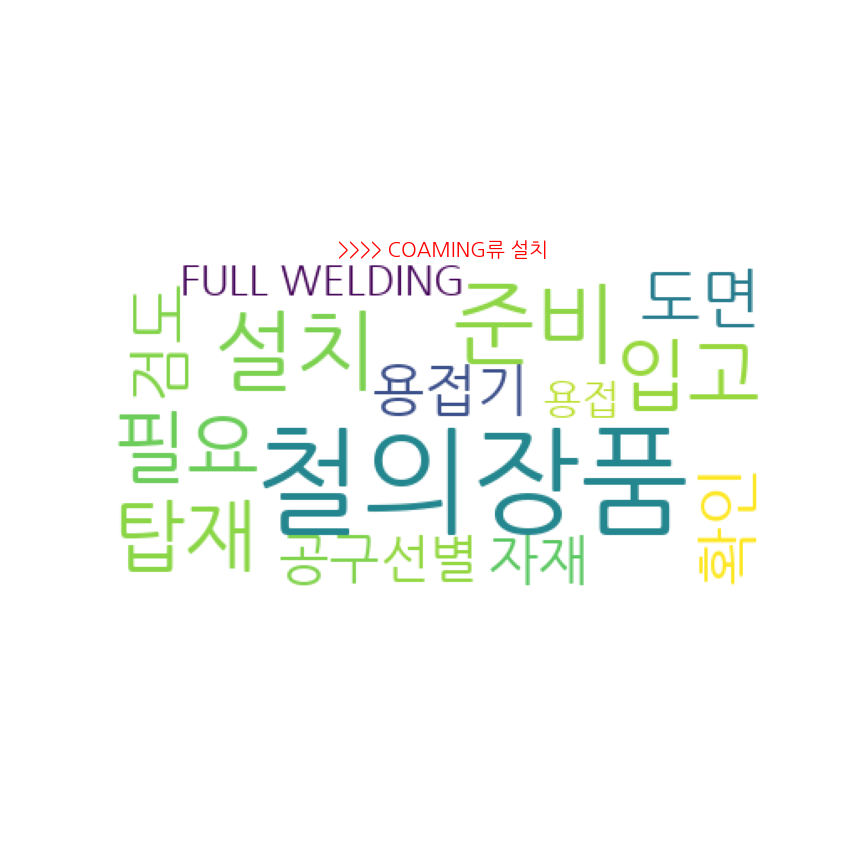 >>>> COAMING류 설치
FULL WELDING
준비
도면
검도
설치
입고
용접기
용접
필요
철의장품
탑재
확인
공구선별
자재